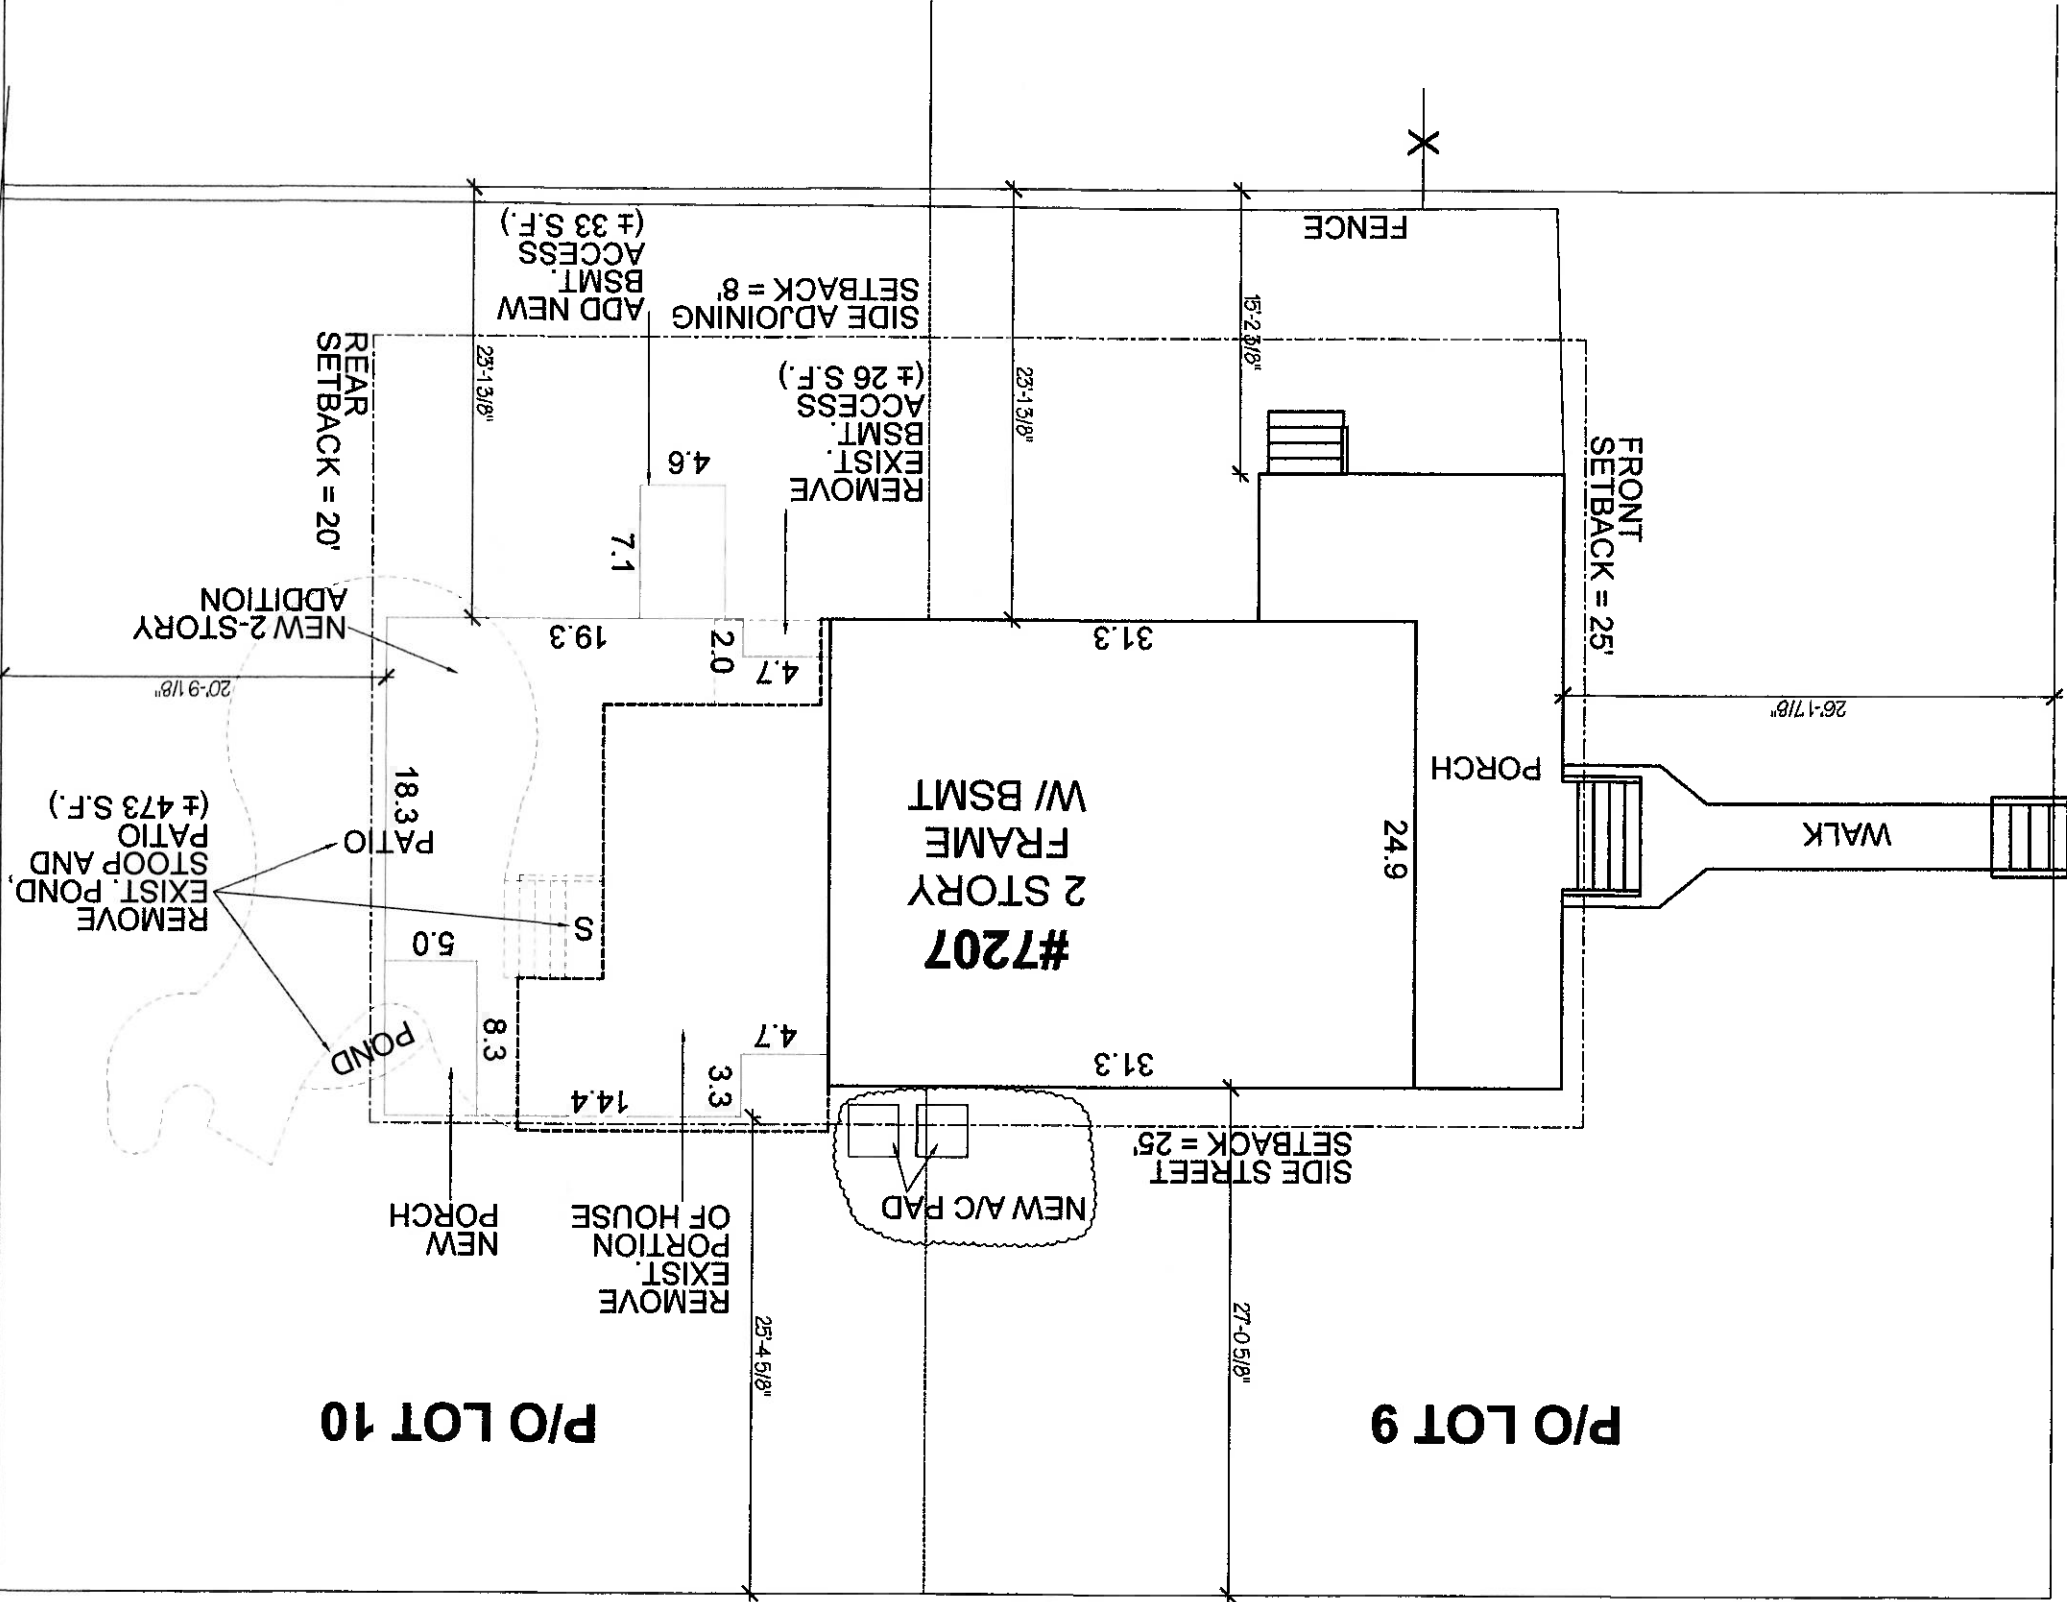 P/O LOT 9
P/O LOT 10
27'-0 5/8"
25'-4 5/8"
REMOVE
EXIST.
PORTION
OF HOUSE
NEW
PORCH
NEW A/C PAD
SIDE STREET
SETBACK = 25'
31.3
14.4
3.3
4.7
8.3
POND
5.0
REMOVE
EXIST. POND,
STOOP AND
PATIO
(± 473 S.F.)
S
PATIO
18.3
#7207
2 STORY
FRAME
W/ BSMT
24.9
WALK
PORCH
26'-1 7/8"
20'-9 1/8"
31.3
4.7
2.0
19.3
NEW 2-STORY
ADDITION
FRONT
SETBACK = 25'
REAR
SETBACK = 20'
7.1
4.6
REMOVE
EXIST.
BSMT.
ACCESS
(± 26 S.F.)
15'-2 3/8"
23'-1 3/8"
23'-1 3/8"
SIDE ADJOINING
SETBACK = 8'
ADD NEW
BSMT.
ACCESS
(± 33 S.F.)
FENCE
X